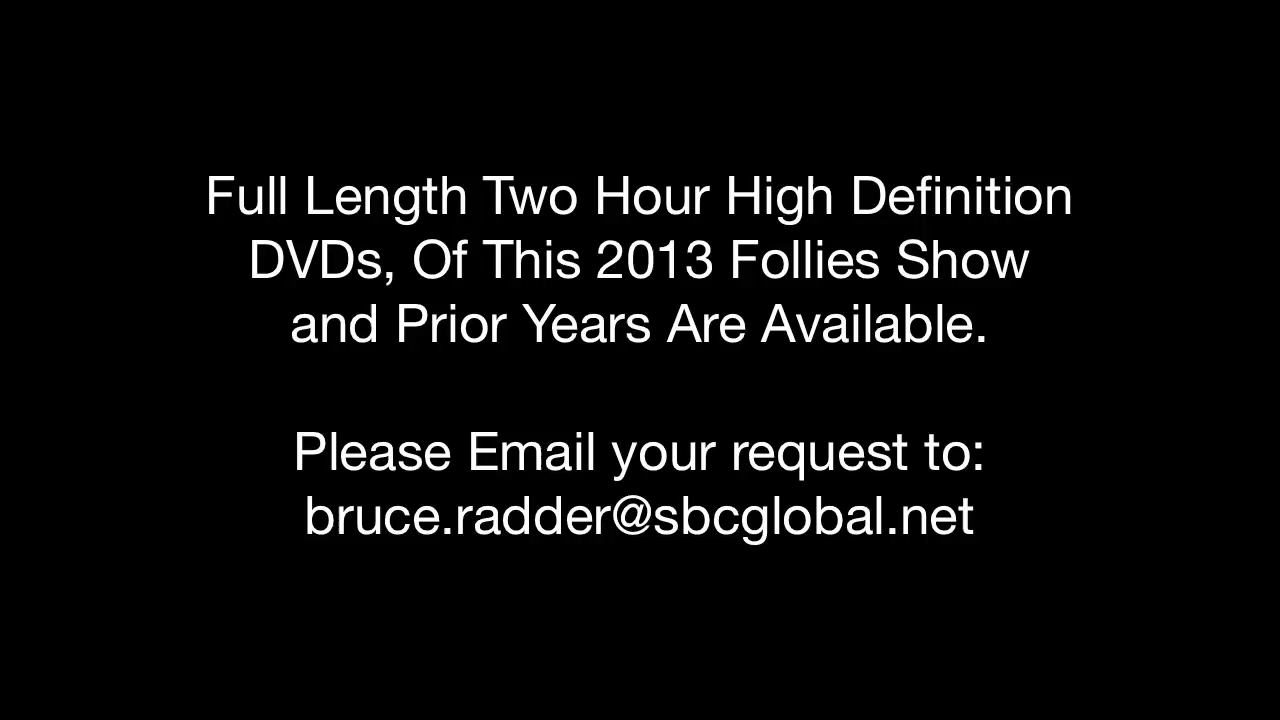 Full Length Two Hour High Definition
DVDs, Of This 2013 Follies Show
and Prior Years Are Available.
Please Email your request to:
bruce.radder@sbcglobal.net